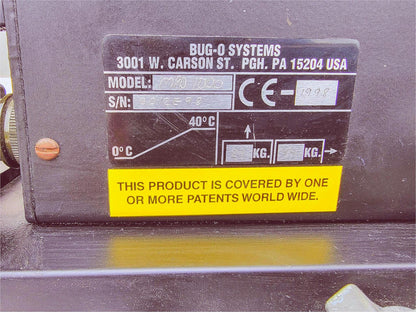 BUG-O SYSTEMS
3001 W. CARSON ST. PGH. PA 15204 USA
MODEL:
S/N:
CE - 1998
40°C
0°C
KG. KG.
THIS PRODUCT IS COVERED BY ONE
OR MORE PATENTS WORLD WIDE.